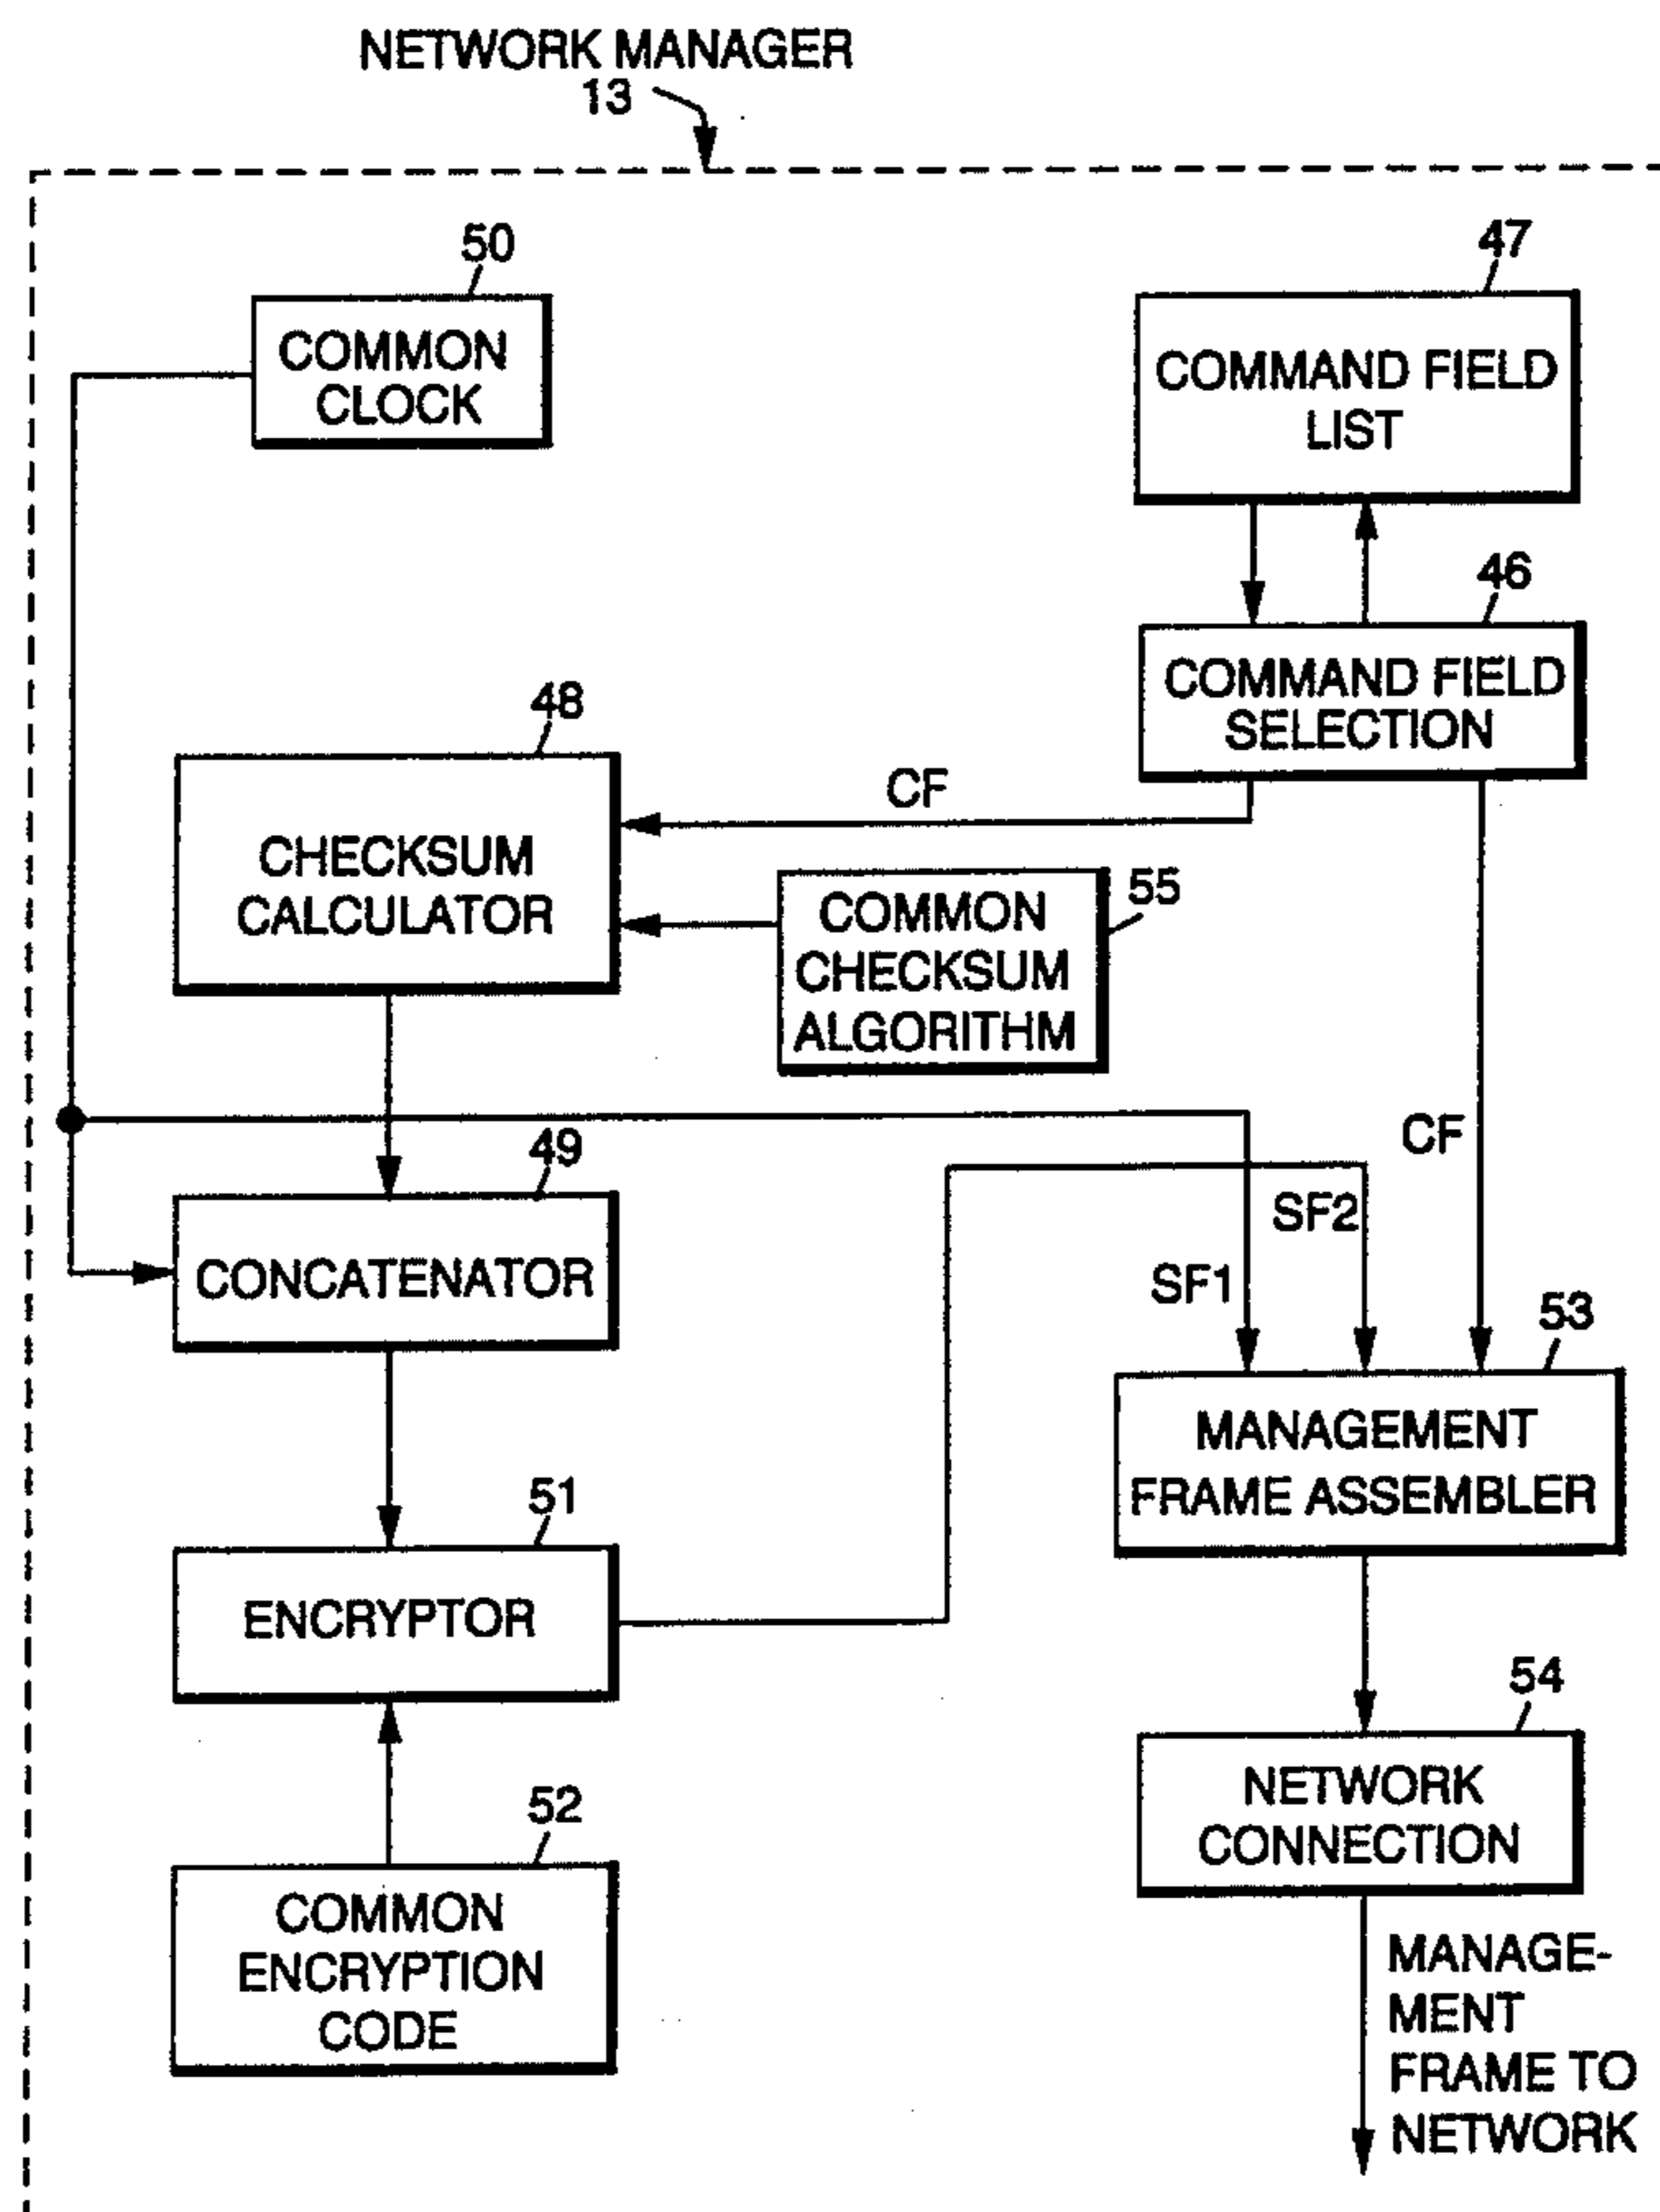 NETWORK MANAGER
13
50
COMMON
CLOCK
47
COMMAND FIELD
LIST
46
COMMAND FIELD
SELECTION
48
CHECKSUM
CALCULATOR
CF
55
COMMON
CHECKSUM
ALGORITHM
CF
49
CONCATENATOR
SF2
SF1
53
MANAGEMENT
FRAME ASSEMBLER
51
ENCRYPTOR
54
NETWORK
CONNECTION
52
COMMON
ENCRYPTION
CODE
MANAGE-
MENT
FRAME TO
NETWORK